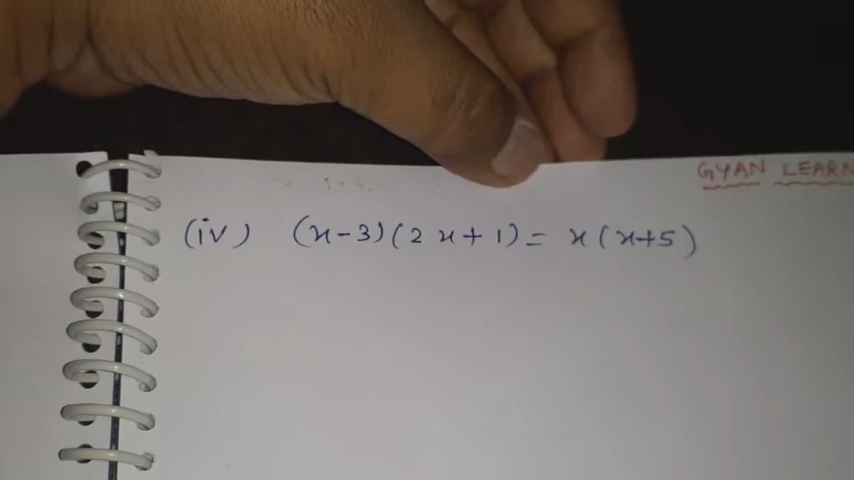 GYAN LEARN
(iv) (x-3)(2x+1) = x(x+5)